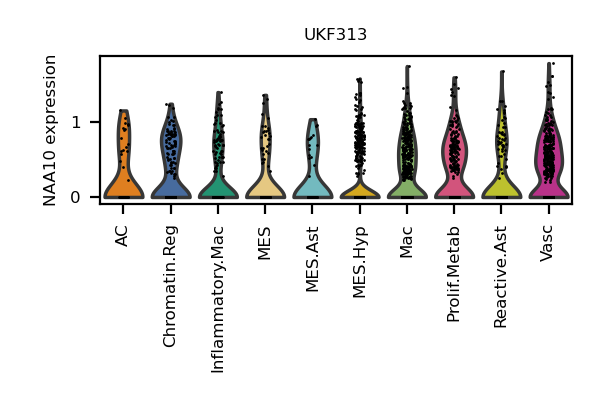 UKF313
NAA10 expression
1
0
AC
Chromatin.Reg
Inflammatory.Mac
MES
MES.Ast
MES.Hyp
Mac
Prolif.Metab
Reactive.Ast
Vasc